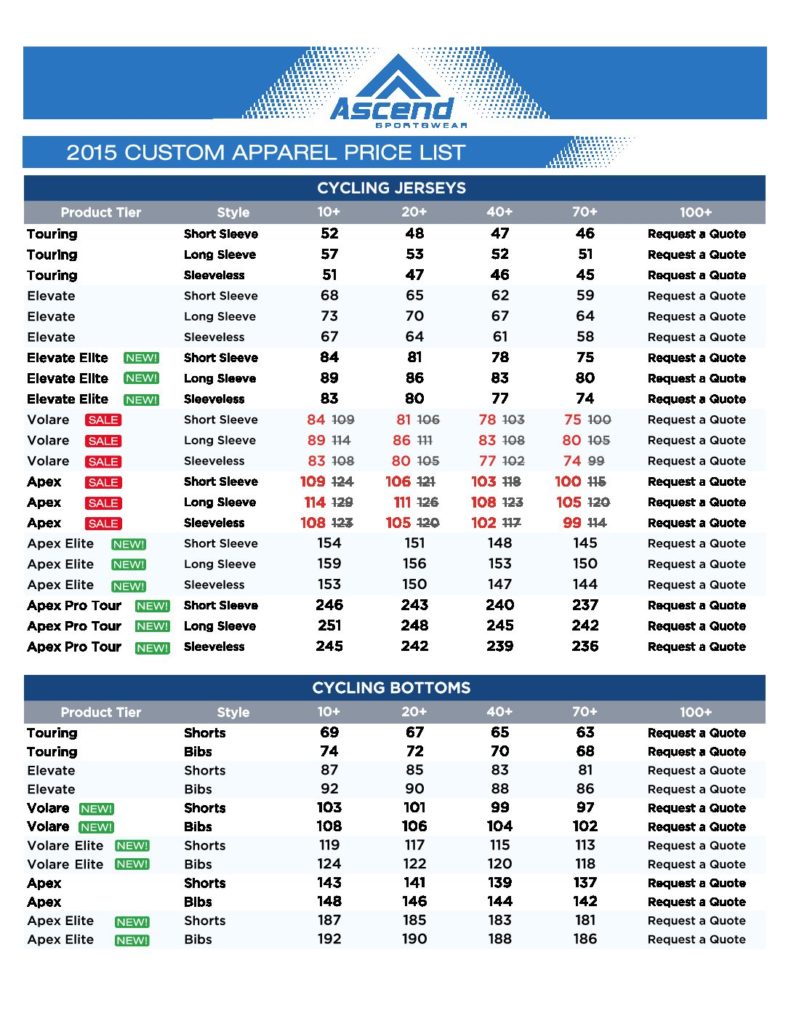 Ascend
SPORTSWEAR
2015 CUSTOM APPAREL PRICE LIST
CYCLING JERSEYS
Product Tier Style 10+ 20+ 40+ 70+ 100+
Touring Short Sleeve 52 48 47 46 Request a Quote
Touring Long Sleeve 57 53 52 51 Request a Quote
Touring Sleeveless 51 47 46 45 Request a Quote
Elevate Short Sleeve 68 65 62 59 Request a Quote
Elevate Long Sleeve 73 70 67 64 Request a Quote
Elevate Sleeveless 67 64 61 58 Request a Quote
Elevate Elite NEW! Short Sleeve 84 81 78 75 Request a Quote
Elevate Elite NEW! Long Sleeve 89 86 83 80 Request a Quote
Elevate Elite NEW! Sleeveless 83 80 77 74 Request a Quote
Volare SALE Short Sleeve 84 109 81 106 78 103 75 100 Request a Quote
Volare SALE Long Sleeve 89 114 86 111 83 108 80 105 Request a Quote
Volare SALE Sleeveless 83 108 80 105 77 102 74 99 Request a Quote
Apex SALE Short Sleeve 109 124 106 121 103 118 100 115 Request a Quote
Apex SALE Long Sleeve 114 129 111 126 108 123 105 120 Request a Quote
Apex SALE Sleeveless 108 123 105 120 102 117 99 114 Request a Quote
Apex Elite NEW! Short Sleeve 154 151 148 145 Request a Quote
Apex Elite NEW! Long Sleeve 159 156 153 150 Request a Quote
Apex Elite NEW! Sleeveless 153 150 147 144 Request a Quote
Apex Pro Tour NEW! Short Sleeve 246 243 240 237 Request a Quote
Apex Pro Tour NEW! Long Sleeve 251 248 245 242 Request a Quote
Apex Pro Tour NEW! Sleeveless 245 242 239 236 Request a Quote
CYCLING BOTTOMS
Product Tier Style 10+ 20+ 40+ 70+ 100+
Touring Shorts 69 67 65 63 Request a Quote
Touring Bibs 74 72 70 68 Request a Quote
Elevate Shorts 87 85 83 81 Request a Quote
Elevate Bibs 92 90 88 86 Request a Quote
Volare NEW! Shorts 103 101 99 97 Request a Quote
Volare NEW! Bibs 108 106 104 102 Request a Quote
Volare Elite NEW! Shorts 119 117 115 113 Request a Quote
Volare Elite NEW! Bibs 124 122 120 118 Request a Quote
Apex Shorts 143 141 139 137 Request a Quote
Apex Bibs 148 146 144 142 Request a Quote
Apex Elite NEW! Shorts 187 185 183 181 Request a Quote
Apex Elite NEW! Bibs 192 190 188 186 Request a Quote